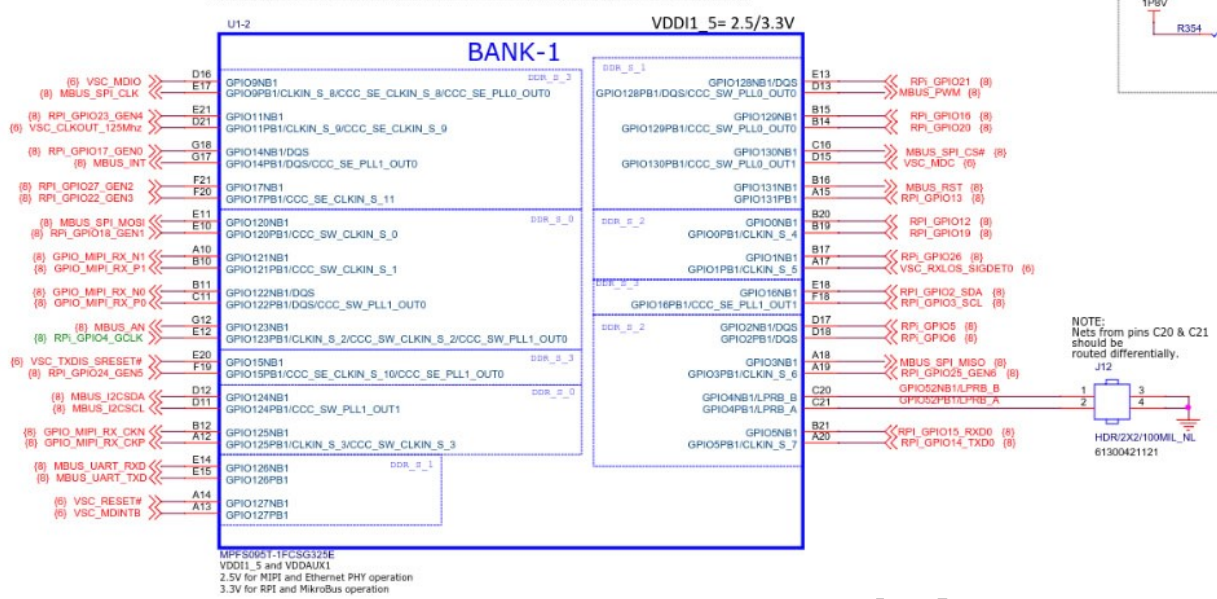 U1-2
VDDI1_5= 2.5/3.3V
BANK-1
1P8V
R354
DDR_S_3
{6} VSC_MDIO D16 GPIO9NB1
{8} MBUS_SPI_CLK E17 GPIO9PB1/CLKIN_S_8/CCC_SE_CLKIN_S_8/CCC_SE_PLL0_OUT0
{8} RPI_GPIO23_GEN4 E21 GPIO11NB1
{6} VSC_CLKOUT_125Mhz D21 GPIO11PB1/CLKIN_S_9/CCC_SE_CLKIN_S_9
{8} RPI_GPIO17_GEN0 G18 GPIO14NB1/DQS
{8} MBUS_INT G17 GPIO14PB1/DQS/CCC_SE_PLL1_OUT0
{8} RPI_GPIO27_GEN2 F21 GPIO17NB1
{8} RPI_GPIO22_GEN3 F20 GPIO17PB1/CCC_SE_CLKIN_S_11
DDR_S_0
{8} MBUS_SPI_MOSI E11 GPIO120NB1
{8} RPi_GPIO18_GEN1 E10 GPIO120PB1/CCC_SW_CLKIN_S_0
{8} GPIO_MIPI_RX_N1 A10 GPIO121NB1
{8} GPIO_MIPI_RX_P1 B10 GPIO121PB1/CCC_SW_CLKIN_S_1
{8} GPIO_MIPI_RX_N0 B11 GPIO122NB1/DQS
{8} GPIO_MIPI_RX_P0 C11 GPIO122PB1/DQS/CCC_SW_PLL1_OUT0
{8} MBUS_AN G12 GPIO123NB1
{8} RPi_GPIO4_GCLK E12 GPIO123PB1/CLKIN_S_2/CCC_SW_CLKIN_S_2/CCC_SW_PLL1_OUT0
DDR_S_3
{6} VSC_TXDIS_SRESET# E20 GPIO15NB1
{8} RPI_GPIO24_GEN5 F19 GPIO15PB1/CCC_SE_CLKIN_S_10/CCC_SE_PLL1_OUT0
DDR_S_0
{8} MBUS_I2CSDA D12 GPIO124NB1
{8} MBUS_I2CSCL D11 GPIO124PB1/CCC_SW_PLL1_OUT1
{8} GPIO_MIPI_RX_CKN B12 GPIO125NB1
{8} GPIO_MIPI_RX_CKP A12 GPIO125PB1/CLKIN_S_3/CCC_SW_CLKIN_S_3
DDR_S_1
{8} MBUS_UART_RXD E14 GPIO126NB1
{8} MBUS_UART_TXD E15 GPIO126PB1
{6} VSC_RESET# A14 GPIO127NB1
{6} VSC_MDINTB A13 GPIO127PB1
DDR_S_1
GPIO128NB1/DQS E13 RPi_GPIO21 {8}
GPIO128PB1/DQS/CCC_SW_PLL0_OUT0 D13 MBUS_PWM {8}
GPIO129NB1 B15 RPi_GPIO16 {8}
GPIO129PB1/CCC_SW_PLL0_OUT0 B14 RPi_GPIO20 {8}
GPIO130NB1 C16 MBUS_SPI_CS# {8}
GPIO130PB1/CCC_SW_PLL0_OUT1 D15 VSC_MDC {6}
GPIO131NB1 B16 MBUS_RST {8}
GPIO131PB1 A15 RPI_GPIO13 {8}
DDR_S_2
GPIO0NB1 B20 RPI_GPIO12 {8}
GPIO0PB1/CLKIN_S_4 B19 RPI_GPIO19 {8}
GPIO1NB1 B17 RPi_GPIO26 {8}
GPIO1PB1/CLKIN_S_5 A17 VSC_RXLOS_SIGDET0 {6}
DDR_S_3
GPIO16NB1 E18 RPI_GPIO2_SDA {8}
GPIO16PB1/CCC_SE_PLL1_OUT1 F18 RPI_GPIO3_SCL {8}
DDR_S_2
GPIO2NB1/DQS D17 RPi_GPIO5 {8}
GPIO2PB1/DQS D18 RPi_GPIO6 {8}
GPIO3NB1 A18 MBUS_SPI_MISO {8}
GPIO3PB1/CLKIN_S_6 A19 RPI_GPIO25_GEN6 {8}
GPIO4NB1/LPRB_B C20 GPIO52NB1/LPRB_B
GPIO4PB1/LPRB_A C21 GPIO52PB1/LPRB_A
GPIO5NB1 B21 RPI_GPIO15_RXD0 {8}
GPIO5PB1/CLKIN_S_7 A20 RPI_GPIO14_TXD0 {8}
NOTE:
Nets from pins C20 & C21
should be
routed differentially.
J12
1 3
2 4
HDR/2X2/100MIL_NL
61300421121
MPFS095T-1FCSG325E
VDDI1_5 and VDDAUX1
2.5V for MIPI and Ethernet PHY operation
3.3V for RPI and MikroBus operation